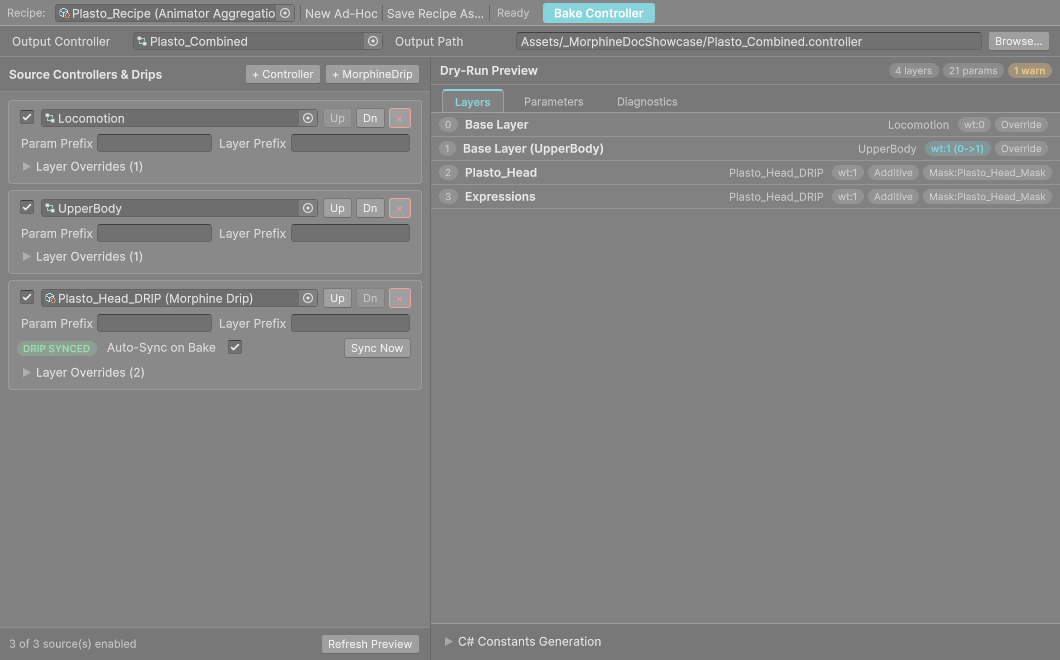 Recipe: Plasto_Recipe (Animator Aggregatio New Ad-Hoc Save Recipe As... Ready Bake Controller
Output Controller Plasto_Combined Output Path Assets/_MorphineDocShowcase/Plasto_Combined.controller Browse...
Source Controllers & Drips + Controller + MorphineDrip
Locomotion Up Dn ×
Param Prefix Layer Prefix
Layer Overrides (1)
UpperBody Up Dn ×
Param Prefix Layer Prefix
Layer Overrides (1)
Plasto_Head_DRIP (Morphine Drip) Up Dn ×
Param Prefix Layer Prefix
DRIP SYNCED Auto-Sync on Bake Sync Now
Layer Overrides (2)
3 of 3 source(s) enabled Refresh Preview
Dry-Run Preview 4 layers 21 params 1 warn
Layers Parameters Diagnostics
0 Base Layer Locomotion wt:0 Override
1 Base Layer (UpperBody) UpperBody wt:1 (0->1) Override
2 Plasto_Head Plasto_Head_DRIP wt:1 Additive Mask:Plasto_Head_Mask
3 Expressions Plasto_Head_DRIP wt:1 Additive Mask:Plasto_Head_Mask
C# Constants Generation